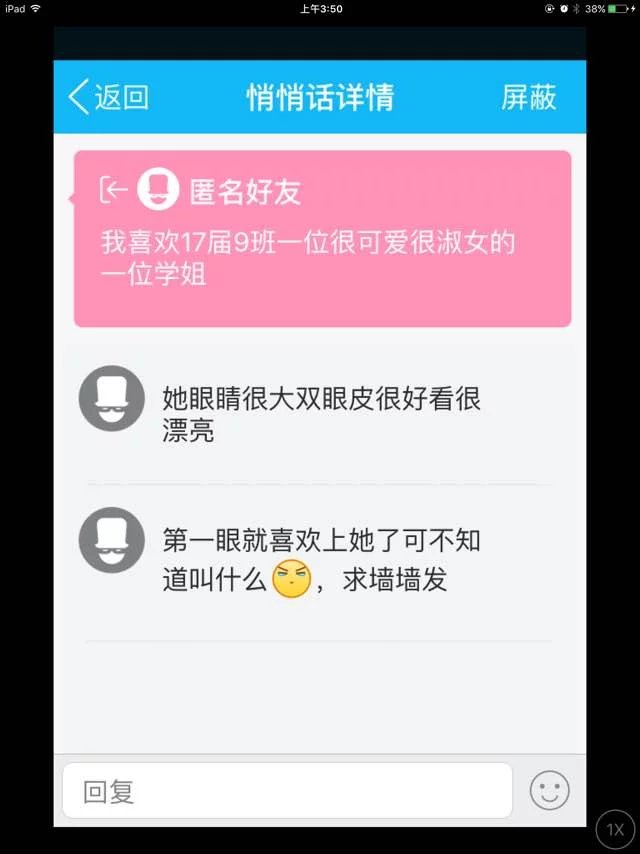 iPad 上午3:50 38%
返回 悄悄话详情 屏蔽
匿名好友
我喜欢17届9班一位很可爱很淑女的
一位学姐
她眼睛很大双眼皮很好看很
漂亮
第一眼就喜欢上她了可不知
道叫什么，求墙墙发
回复
1X